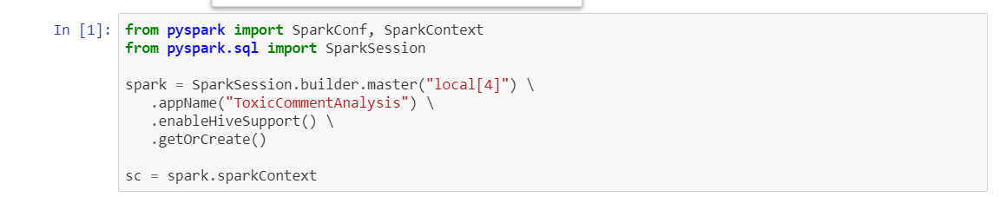 In [1]: from pyspark import SparkConf, SparkContext
from pyspark.sql import SparkSession
spark = SparkSession.builder.master("local[4]") \
.appName("ToxicCommentAnalysis") \
.enableHiveSupport() \
.getOrCreate()
sc = spark.sparkContext